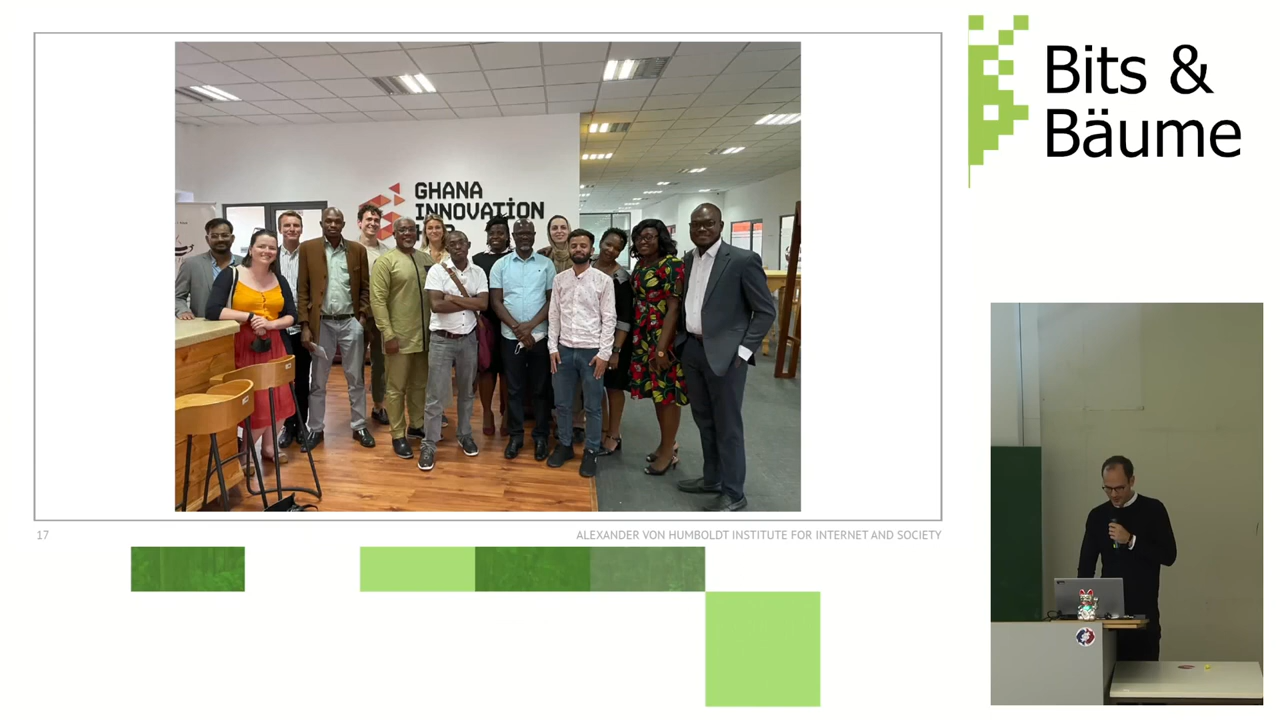 GHANA
INNOVATION
Bits &
Bäume
17
ALEXANDER VON HUMBOLDT INSTITUTE FOR INTERNET AND SOCIETY